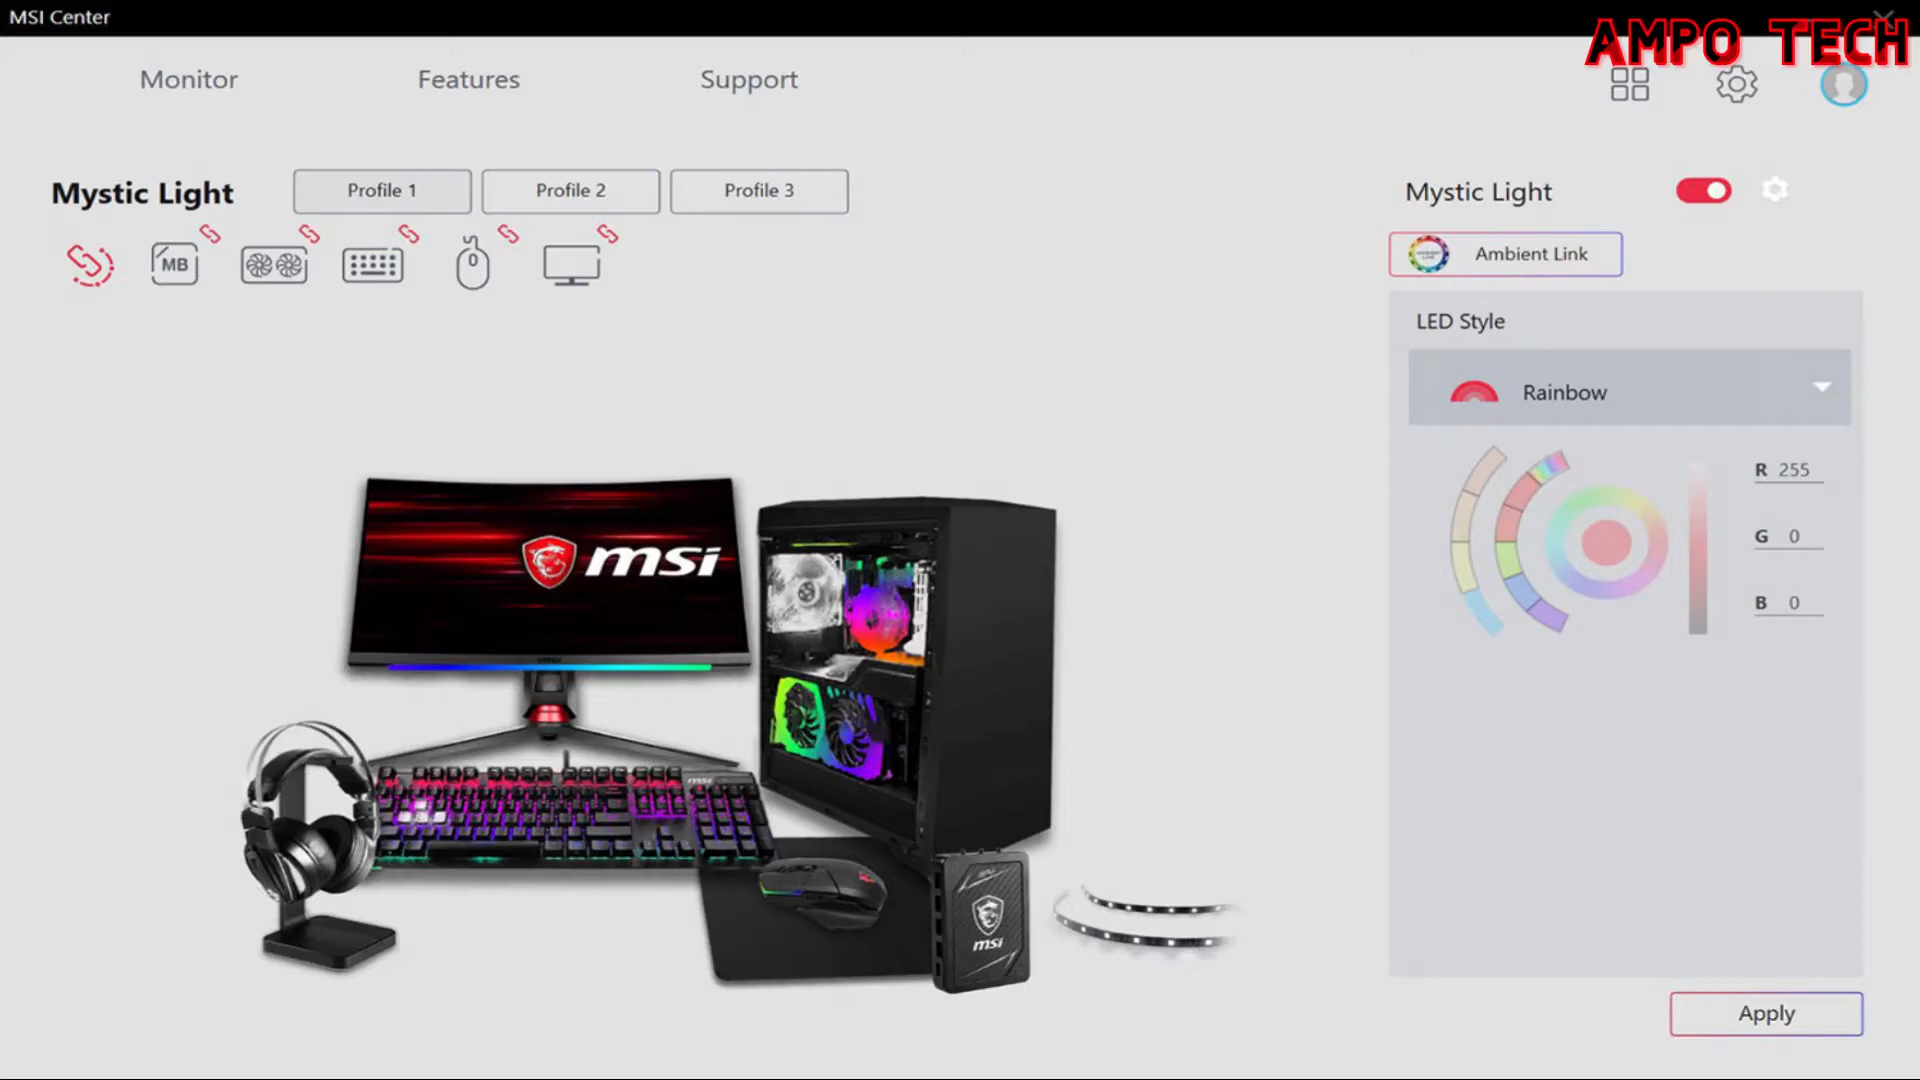 MSI Center
AMPO TECH
Monitor
Features
Support
Mystic Light
Profile 1
Profile 2
Profile 3
MB
Mystic Light
Ambient Link
LED Style
Rainbow
R 255
G 0
B 0
msi
msi
msi
Apply